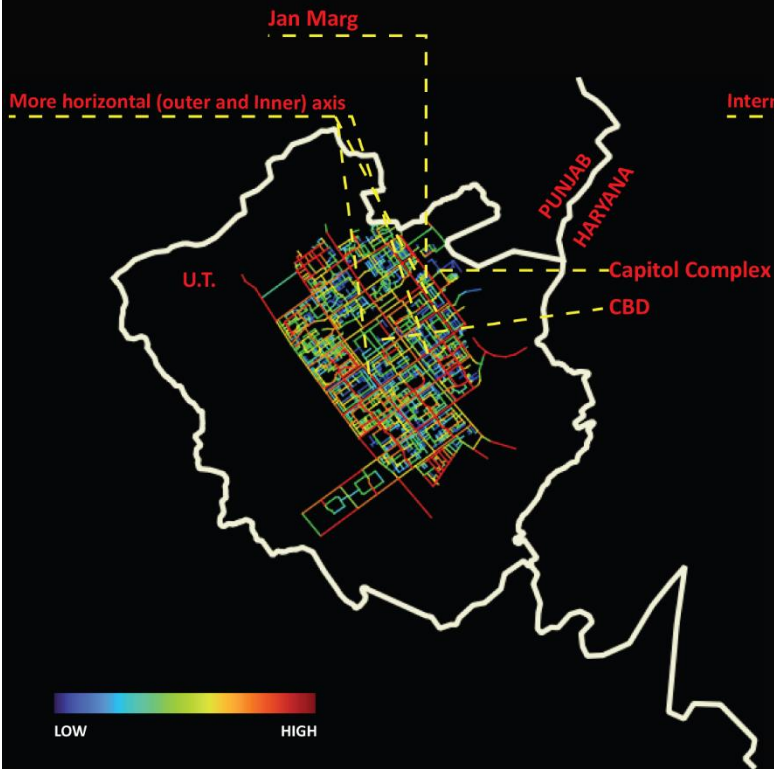 Jan Marg
More horizontal (outer and Inner) axis
Intern
PUNJAB
HARYANA
U.T.
Capitol Complex
CBD
LOW
HIGH